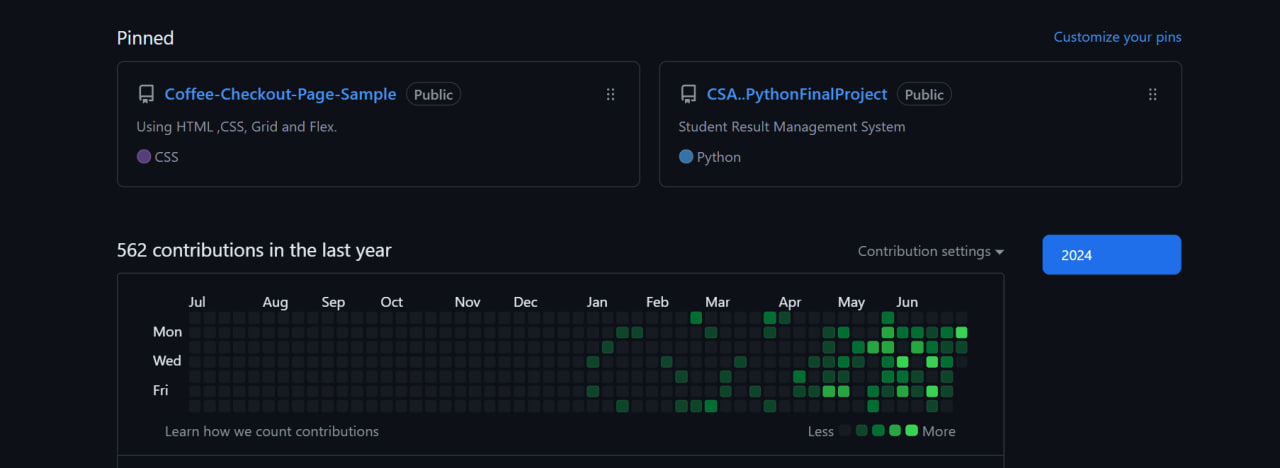 Pinned
Customize your pins
Coffee-Checkout-Page-Sample Public
Using HTML ,CSS, Grid and Flex.
CSS
CSA..PythonFinalProject Public
Student Result Management System
Python
562 contributions in the last year
Contribution settings
2024
Jul Aug Sep Oct Nov Dec Jan Feb Mar Apr May Jun
Mon
Wed
Fri
Learn how we count contributions
Less More